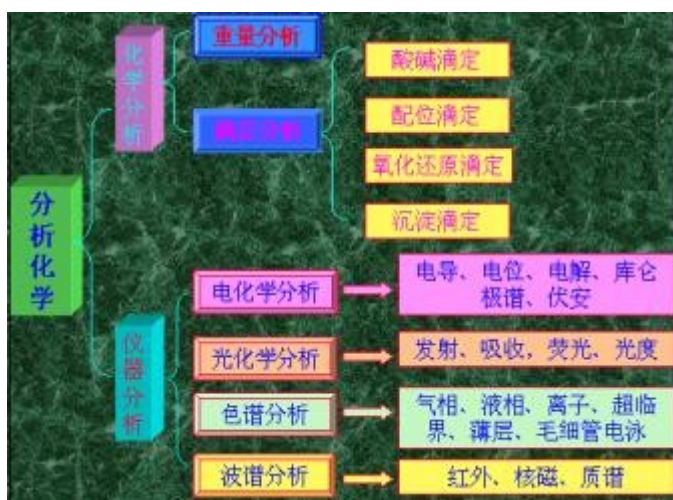 分析化学
化学分析
重量分析
滴定分析
酸碱滴定
配位滴定
氧化还原滴定
沉淀滴定
仪器分析
电化学分析
电导、电位、电解、库仑
极谱、伏安
光化学分析
发射、吸收，荧光、光度
色谱分析
气相、液相、离子、超临
界、薄层、毛细管电泳
波谱分析
红外、核磁、质谱